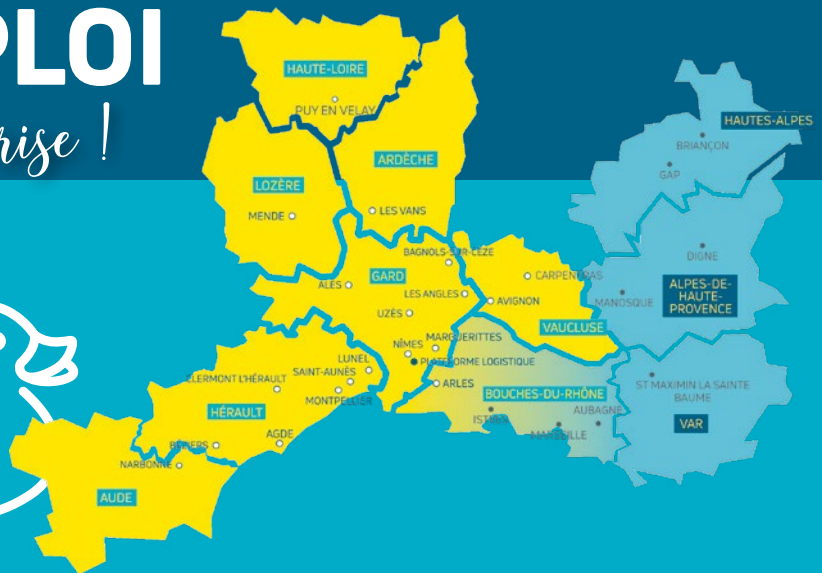 PLOI
rise !
HAUTE-LOIRE
PUY EN VELAY
HAUTES-ALPES
BRIANÇON
GAP
ARDÈCHE
LOZÈRE
LES VANS
MENDE
BAGNOLS-SUR-CÈZE
DIGNE
GARD
CARPENTRAS
ALÈS
ALPES-DE-
HAUTE-
PROVENCE
LES ANGLES
AVIGNON
MANOSQUE
UZÈS
VAUCLUSE
MARGUERITTES
NÎMES
PLATEFORME LOGISTIQUE
LUNEL
SAINT-AUNÈS
CLERMONT L'HÉRAULT
ARLES
ST MAXIMIN LA SAINTE
BAUME
BOUCHES-DU-RHÔNE
MONTPELLIER
HÉRAULT
ISTRES
AUBAGNE
VAR
MARSEILLE
AGDE
BÉZIERS
NARBONNE
AUDE